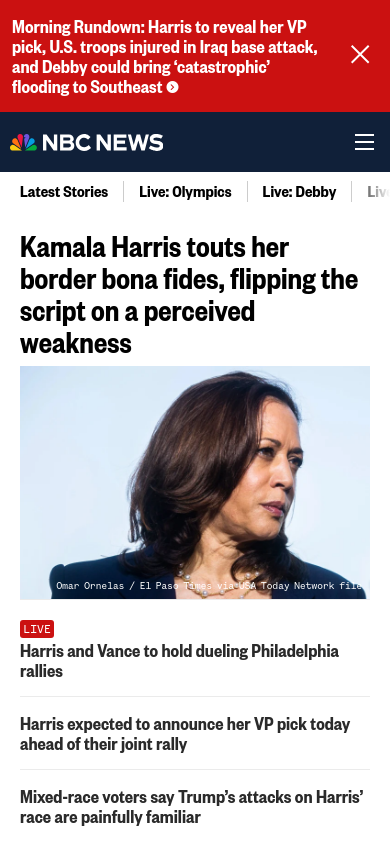 Morning Rundown: Harris to reveal her VP
pick, U.S. troops injured in Iraq base attack,
and Debby could bring ‘catastrophic’
flooding to Southeast
NBC NEWS
Latest Stories
Live: Olympics
Live: Debby
Kamala Harris touts her
border bona fides, flipping the
script on a perceived
weakness
Omar Ornelas / El Paso Times via USA Today Network file
LIVE
Harris and Vance to hold dueling Philadelphia
rallies
Harris expected to announce her VP pick today
ahead of their joint rally
Mixed-race voters say Trump’s attacks on Harris’
race are painfully familiar